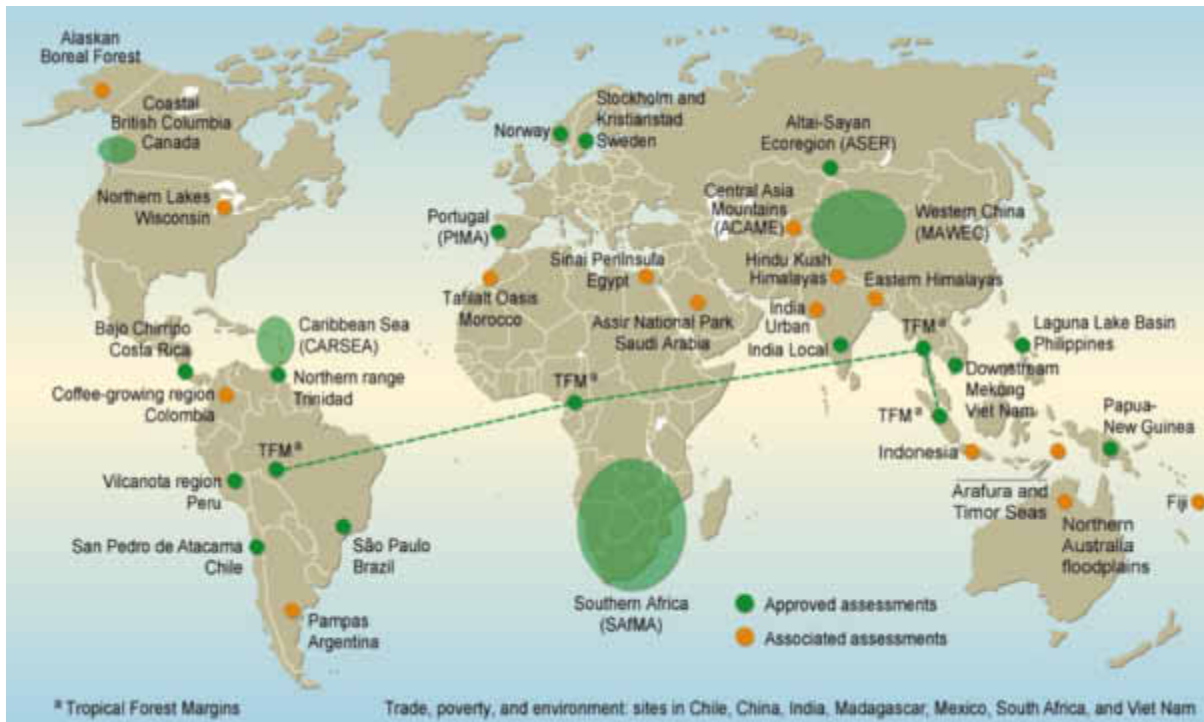 Alaskan
Boreal Forest
Coastal
British Columbia
Canada
Northern Lakes
Wisconsin
Norway
Stockholm and
Kristianstad
Sweden
Altai-Sayan
Ecoregion (ASER)
Central Asia
Mountains
(ACAME)
Western China
(MAWEC)
Portugal
(PtMA)
Sinai Peninsula
Egypt
Hindu Kush
Himalayas
Eastern Himalayas
Tafilalt Oasis
Morocco
Assir National Park
Saudi Arabia
India
Urban
India Local
TFM a
Laguna Lake Basin
Philippines
Bajo Chirripo
Costa Rica
Caribbean Sea
(CARSEA)
Coffee-growing region
Colombia
Northern range
Trinidad
TFM a
Downstream
Mekong
Viet Nam
TFM a
Papua-
New Guinea
TFM a
Indonesia
Vilcanota region
Peru
Arafura and
Timor Seas
Fiji
Northern
Australia
floodplains
San Pedro de Atacama
Chile
São Paulo
Brazil
Southern Africa
(SAfMA)
Approved assessments
Associated assessments
Pampas
Argentina
a Tropical Forest Margins
Trade, poverty, and environment: sites in Chile, China, India, Madagascar, Mexico, South Africa, and Viet Nam